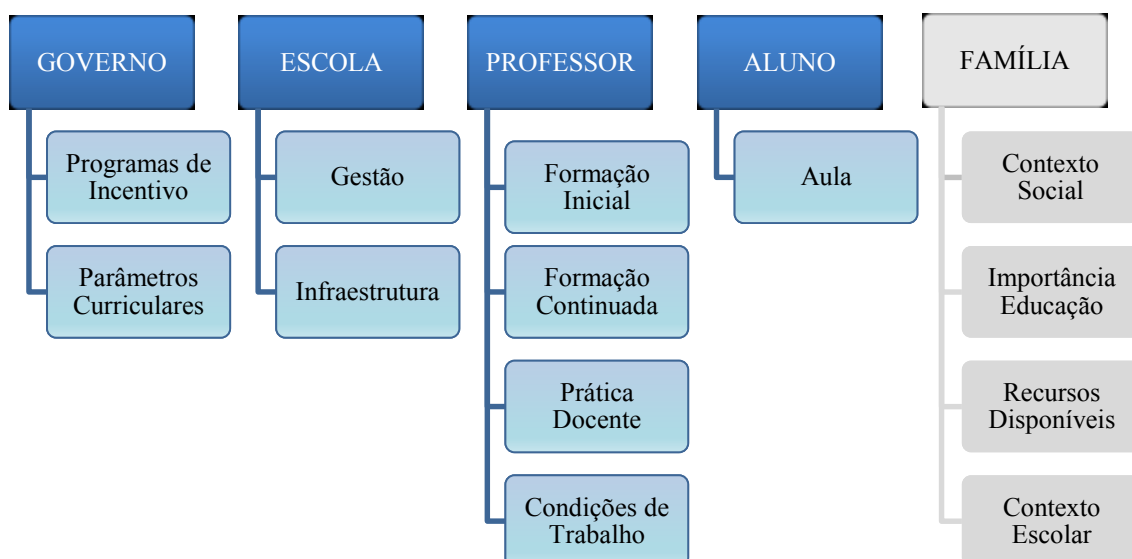 GOVERNO
Programas de
Incentivo
Parâmetros
Curriculares
ESCOLA
Gestão
Infraestrutura
PROFESSOR
Formação
Inicial
Formação
Continuada
Prática
Docente
Condições de
Trabalho
ALUNO
Aula
FAMÍLIA
Contexto
Social
Importância
Educação
Recursos
Disponíveis
Contexto
Escolar